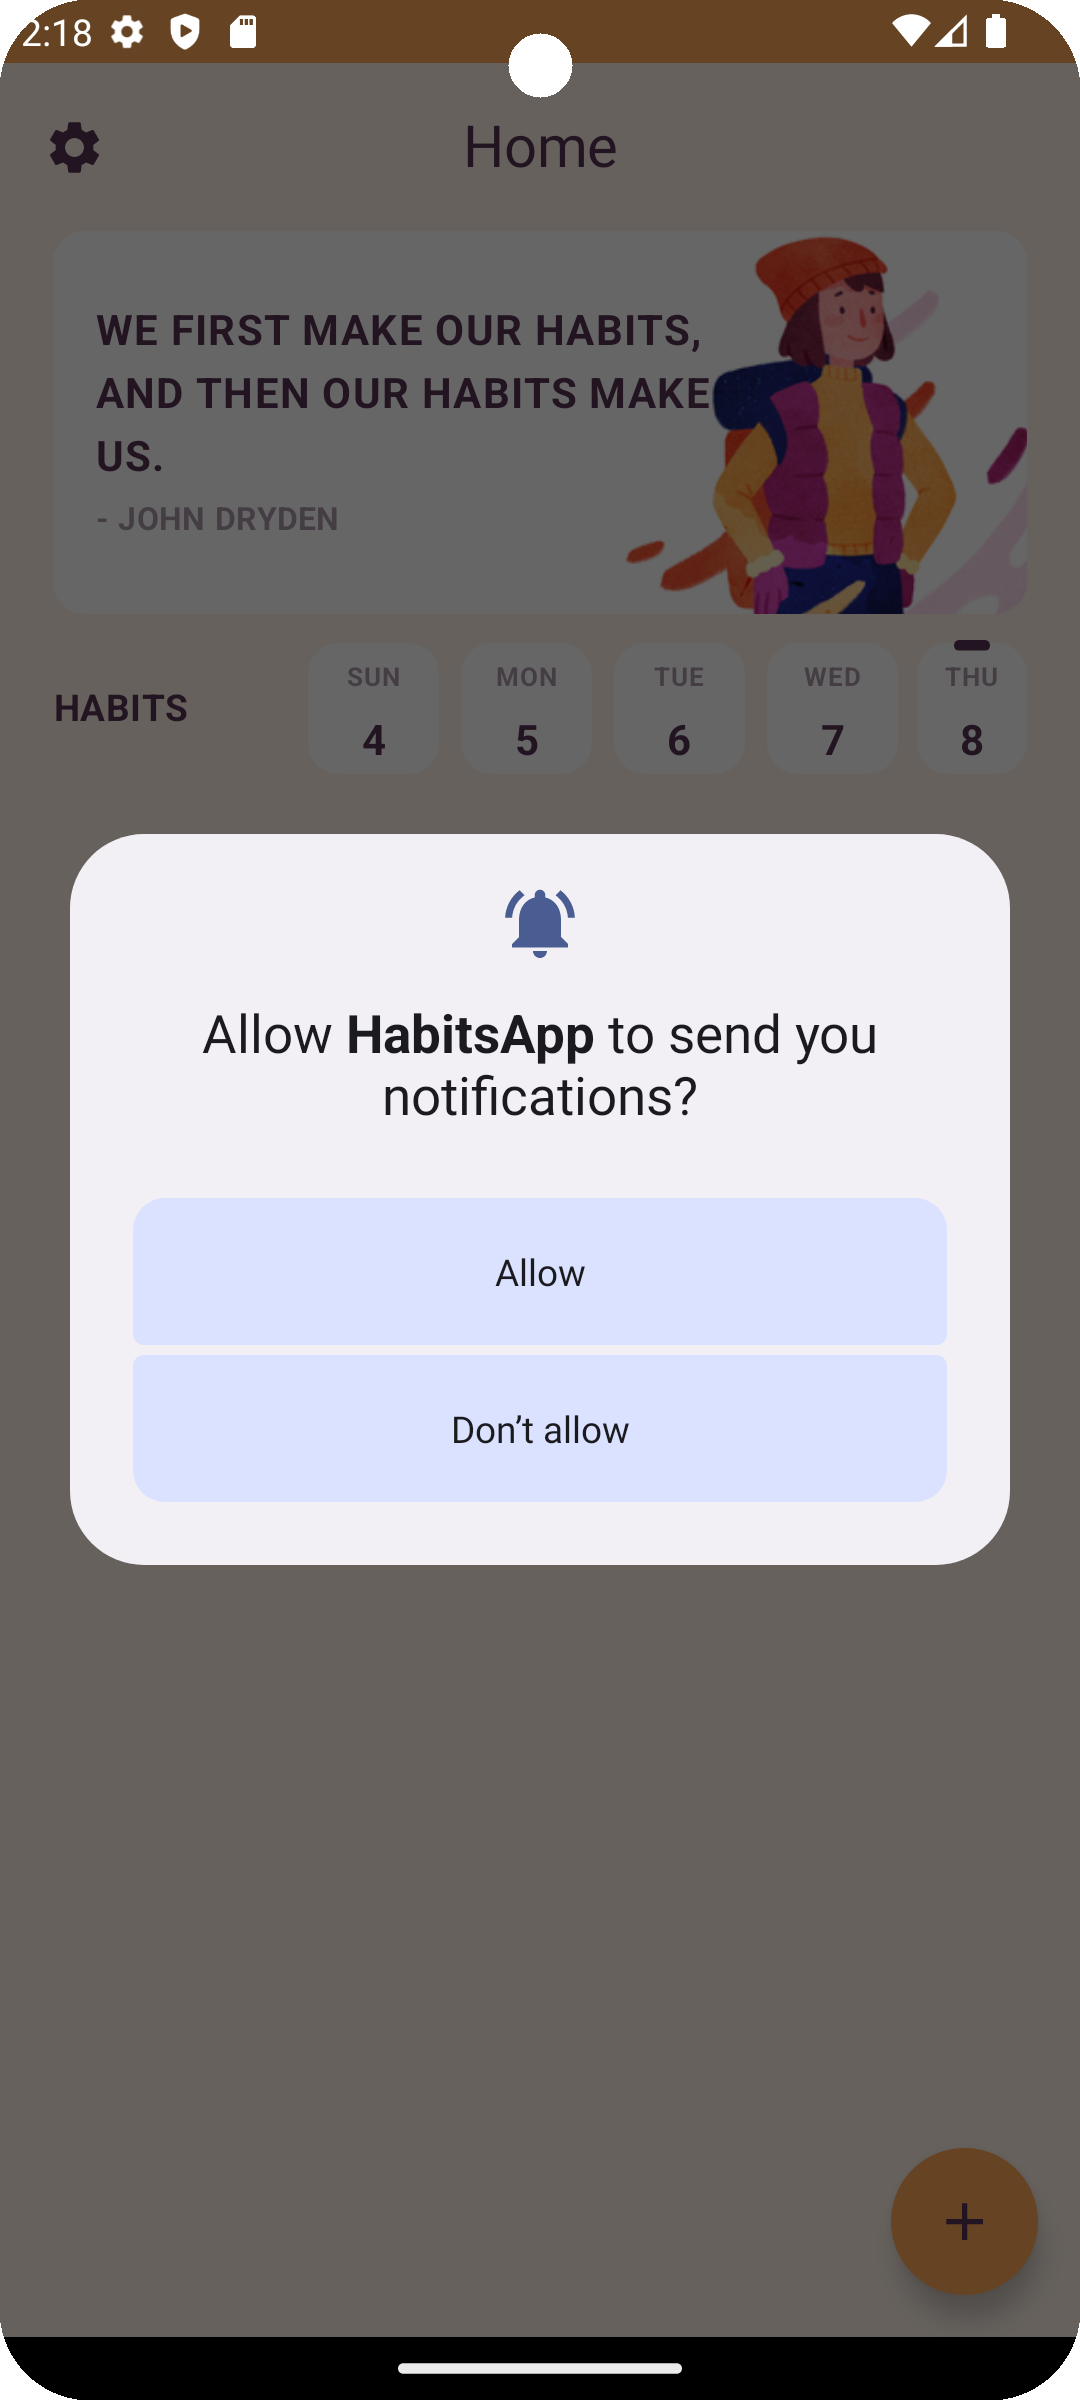 2:18
Home
WE FIRST MAKE OUR HABITS,
AND THEN OUR HABITS MAKE
US.
- JOHN DRYDEN
HABITS
SUN
4
MON
5
TUE
6
WED
7
THU
8
Allow HabitsApp to send you
notifications?
Allow
Don’t allow